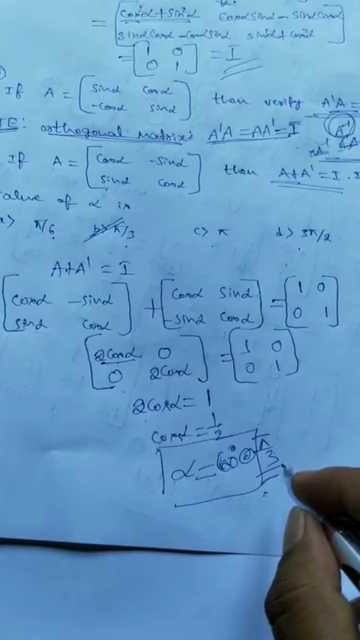 = [cos²α + sin²α cosα sinα - sinα cosα
sinα cosα - cosα sinα sin²α + cos²α]
= [1 0
0 1] = I
If A = [sinα cosα
-cosα sinα] then verify A'A =
TE: orthogonal matrix: A'A = AA' = I
If A = [cosα -sinα
sinα cosα] then A + A' = I
value of α is
a> π/6 b> π/3 c> π d> 3π/2
A + A' = I
[cosα -sinα
sinα cosα] + [cosα sinα
-sinα cosα] = [1 0
0 1]
[2cosα 0
0 2cosα] = [1 0
0 1]
2cosα = 1
cosα = 1/2
α = 60° π/3